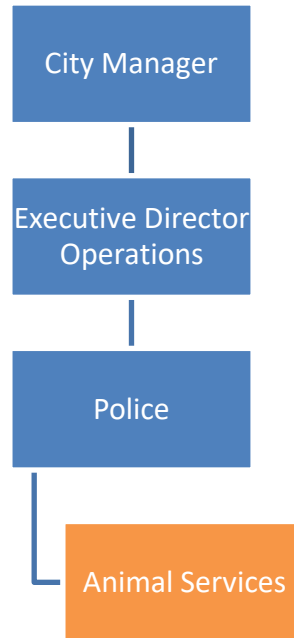 City Manager
Executive Director
Operations
Police
Animal Services